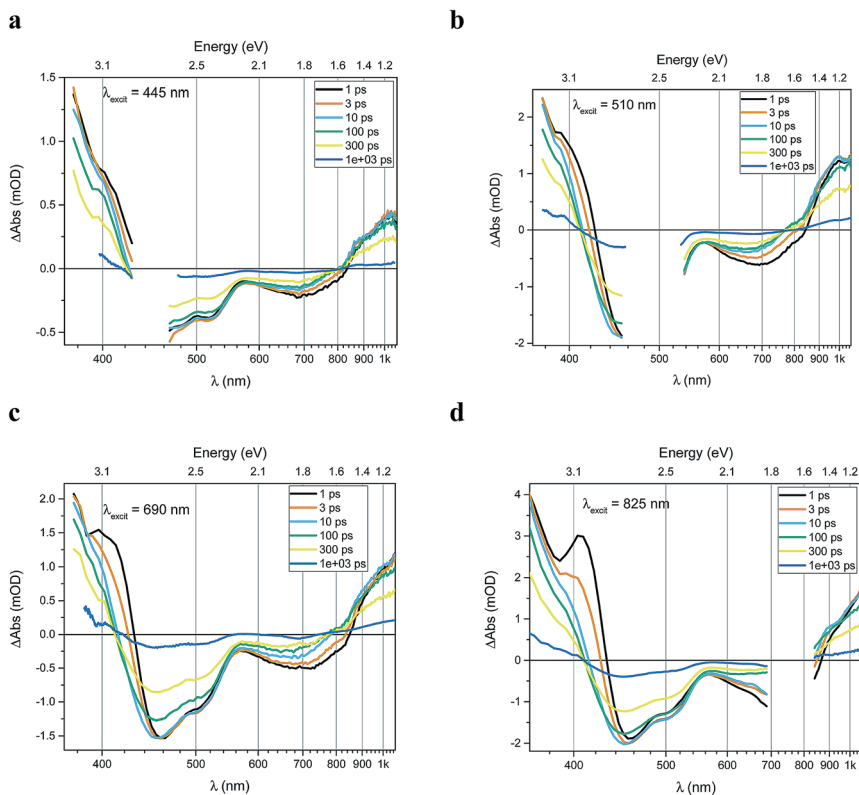 a
Energy (eV)
3.1 2.5 2.1 1.8 1.6 1.4 1.2
λexcit = 445 nm
1 ps
3 ps
10 ps
100 ps
300 ps
1e+03 ps
ΔAbs (mOD)
1.5
1.0
0.5
0.0
-0.5
400 500 600 700 800 900 1k
λ (nm)
b
Energy (eV)
3.1 2.5 2.1 1.8 1.6 1.4 1.2
λexcit = 510 nm
1 ps
3 ps
10 ps
100 ps
300 ps
1e+03 ps
ΔAbs (mOD)
2
1
0
-1
-2
400 500 600 700 800 900 1k
λ (nm)
c
Energy (eV)
3.1 2.5 2.1 1.8 1.6 1.4 1.2
λexcit = 690 nm
1 ps
3 ps
10 ps
100 ps
300 ps
1e+03 ps
ΔAbs (mOD)
2.0
1.5
1.0
0.5
0.0
-0.5
-1.0
-1.5
400 500 600 700 800 900 1k
λ (nm)
d
Energy (eV)
3.1 2.5 2.1 1.8 1.6 1.4 1.2
λexcit = 825 nm
1 ps
3 ps
10 ps
100 ps
300 ps
1e+03 ps
ΔAbs (mOD)
4
3
2
1
0
-1
-2
400 500 600 700 800 900 1k
λ (nm)